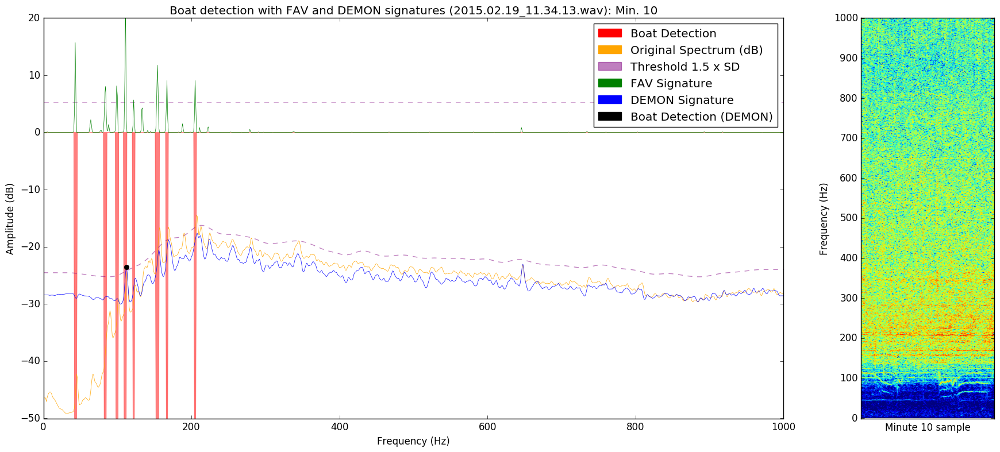 Boat detection with FAV and DEMON signatures (2015.02.19_11.34.13.wav): Min. 10
Boat Detection
Original Spectrum (dB)
Threshold 1.5 x SD
FAV Signature
DEMON Signature
Boat Detection (DEMON)
Amplitude (dB)
20
10
0
−10
−20
−30
−40
−50
0
200
400
600
800
1000
Frequency (Hz)
Frequency (Hz)
1000
900
800
700
600
500
400
300
200
100
0
Minute 10 sample